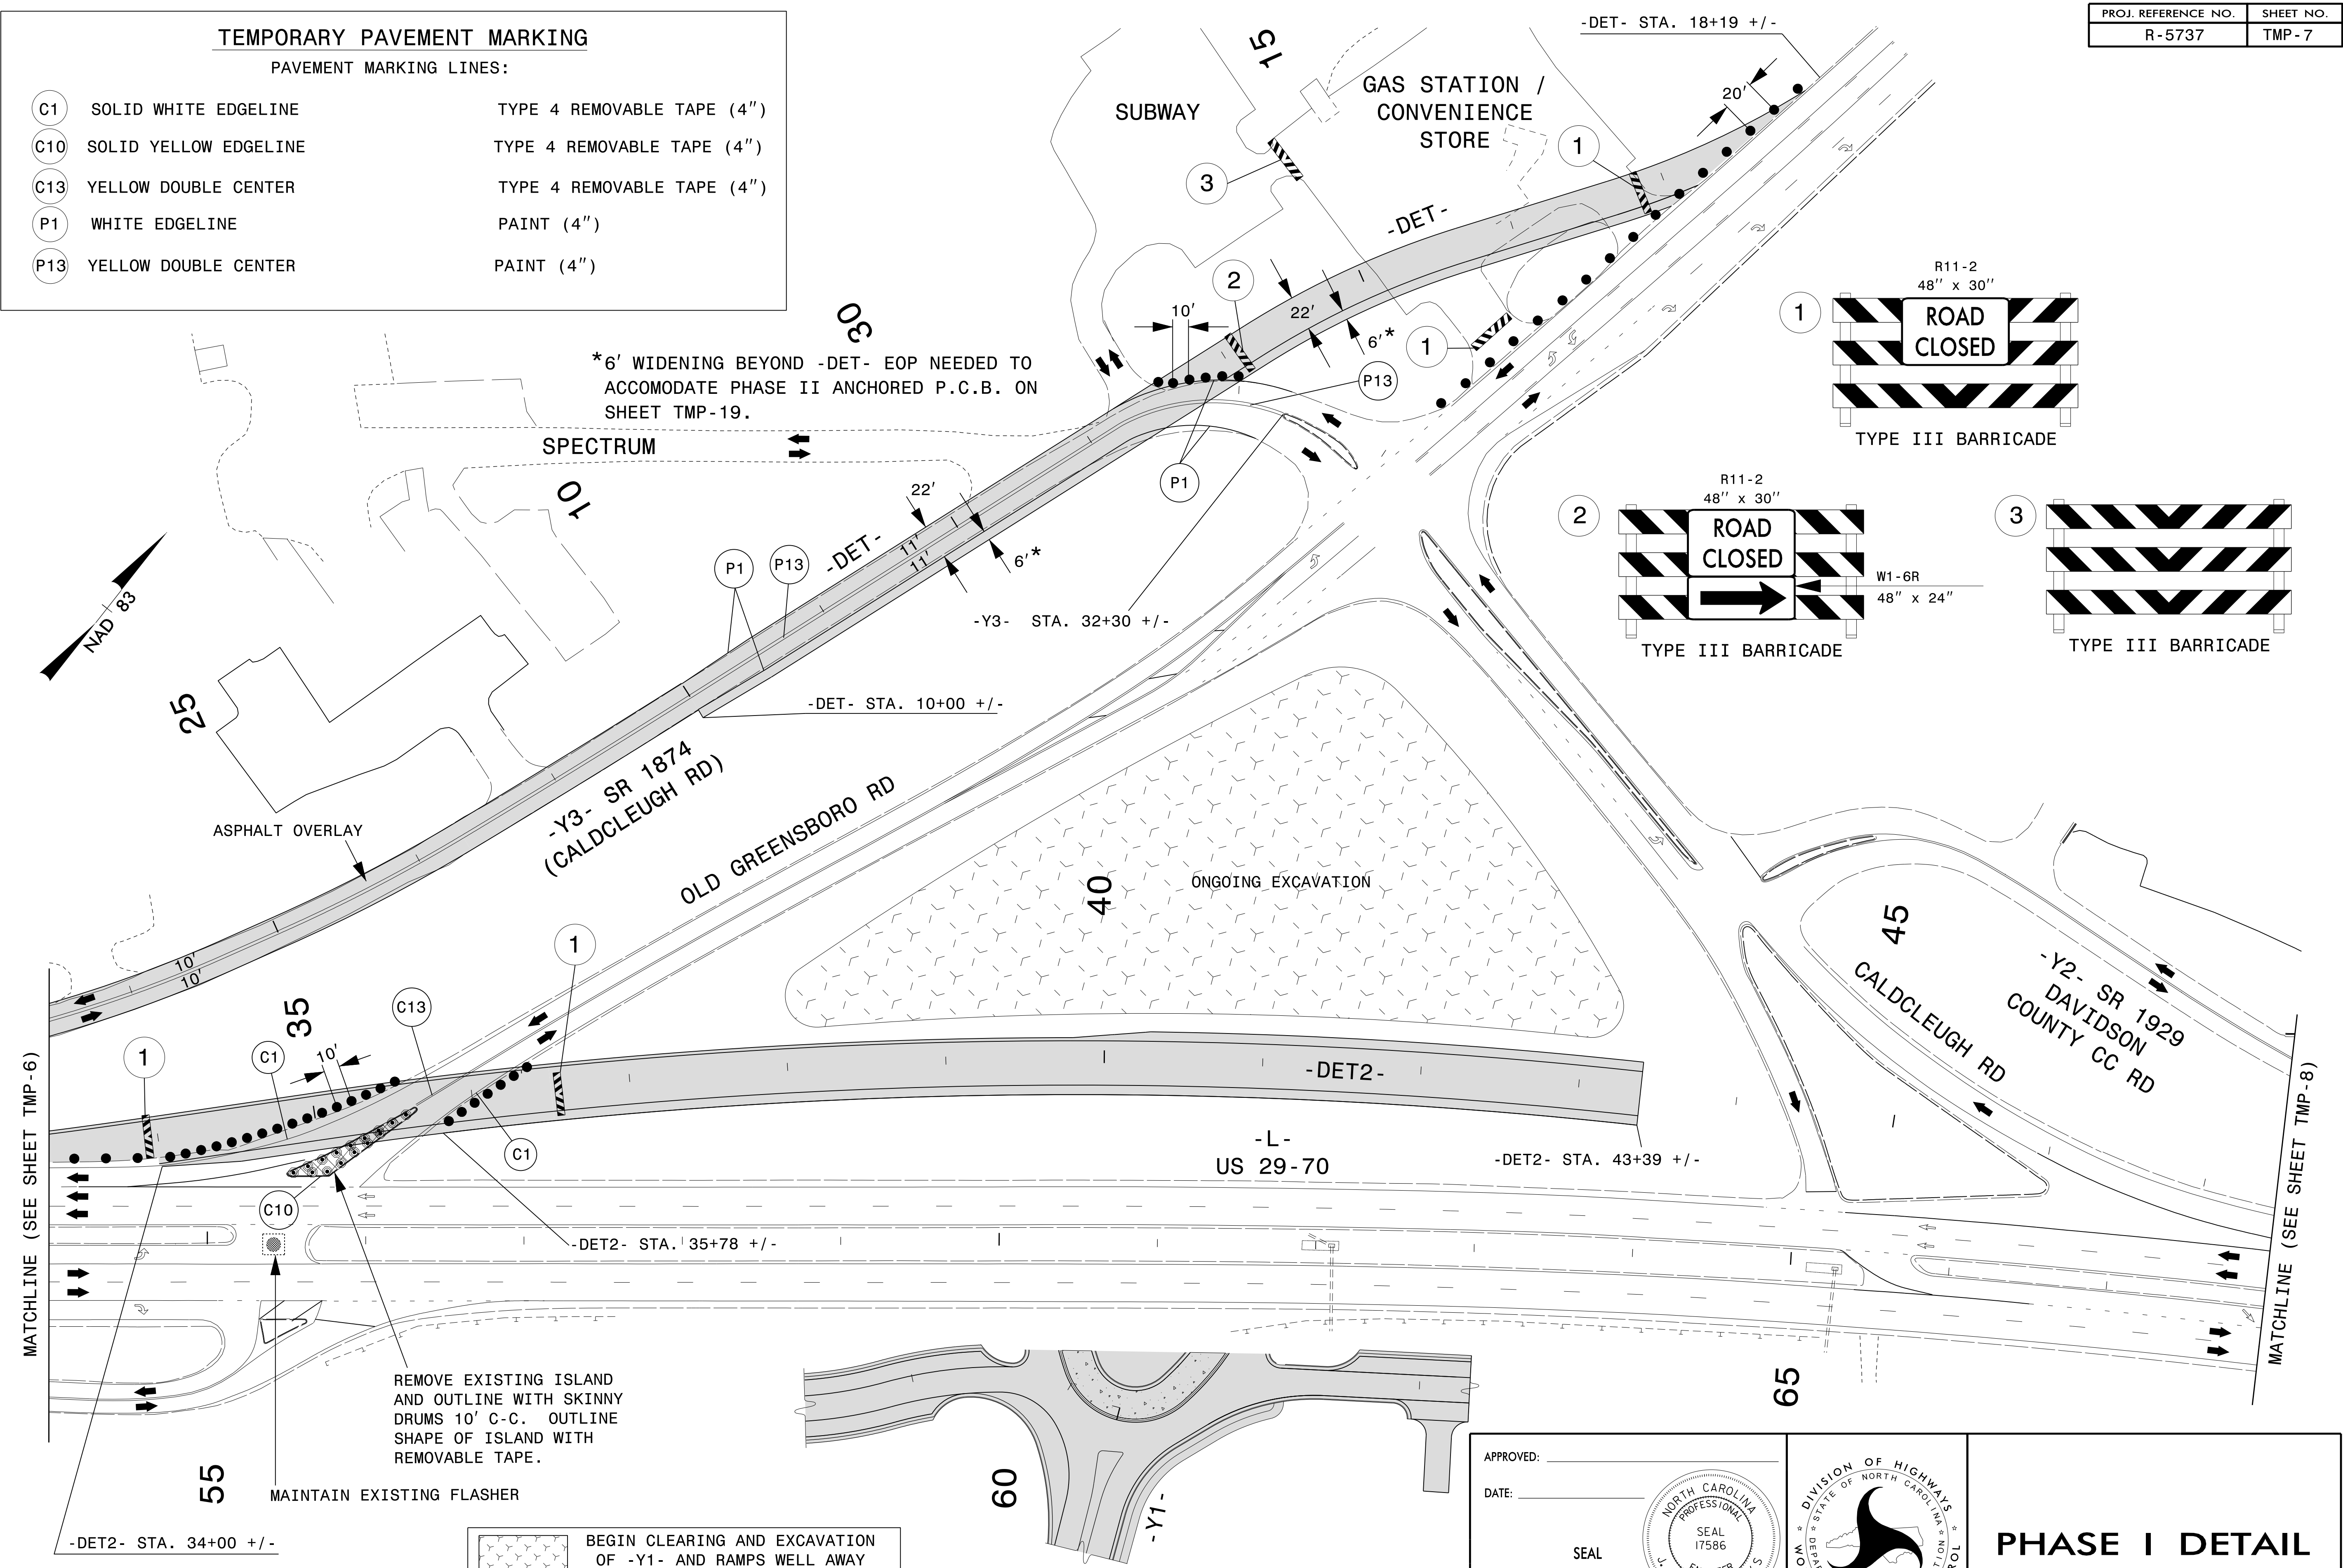 TEMPORARY PAVEMENT MARKING
PAVEMENT MARKING LINES:
C1 SOLID WHITE EDGELINE TYPE 4 REMOVABLE TAPE (4")
C10 SOLID YELLOW EDGELINE TYPE 4 REMOVABLE TAPE (4")
C13 YELLOW DOUBLE CENTER TYPE 4 REMOVABLE TAPE (4")
P1 WHITE EDGELINE PAINT (4")
P13 YELLOW DOUBLE CENTER PAINT (4")
PROJ. REFERENCE NO. SHEET NO.
R-5737 TMP-7
-DET- STA. 18+19 +/-
15
SUBWAY
GAS STATION /
CONVENIENCE
STORE
20'
1
3
-DET-
2
22'
10'
6'*
1
P13
30
*6' WIDENING BEYOND -DET- EOP NEEDED TO
ACCOMODATE PHASE II ANCHORED P.C.B. ON
SHEET TMP-19.
SPECTRUM
10
22'
P1
-DET-
11'
11'
6'*
P1
P13
-Y3- STA. 32+30 +/-
R11-2
48" x 30"
1
ROAD
CLOSED
TYPE III BARRICADE
R11-2
48" x 30"
2
ROAD
CLOSED
W1-6R
48" x 24"
TYPE III BARRICADE
3
TYPE III BARRICADE
NAD 83
25
-DET- STA. 10+00 +/-
-Y3- SR 1874
(CALDCLEUGH RD)
ASPHALT OVERLAY
OLD GREENSBORO RD
40
ONGOING EXCAVATION
45
-Y2- SR 1929
DAVIDSON
COUNTY CC RD
CALDCLEUGH RD
10'
10'
35
C13
1
1
C1
10'
-DET2-
C1
C10
-L-
US 29-70
-DET2- STA. 43+39 +/-
-DET2- STA. 35+78 +/-
MATCHLINE (SEE SHEET TMP-6)
MATCHLINE (SEE SHEET TMP-8)
REMOVE EXISTING ISLAND
AND OUTLINE WITH SKINNY
DRUMS 10' C-C. OUTLINE
SHAPE OF ISLAND WITH
REMOVABLE TAPE.
MAINTAIN EXISTING FLASHER
55
60
65
-Y1-
-DET2- STA. 34+00 +/-
BEGIN CLEARING AND EXCAVATION
OF -Y1- AND RAMPS WELL AWAY
APPROVED:
DATE:
SEAL
NORTH CAROLINA
PROFESSIONAL
SEAL
17586
DIVISION OF HIGHWAYS
STATE OF NORTH CAROLINA
PHASE I DETAIL